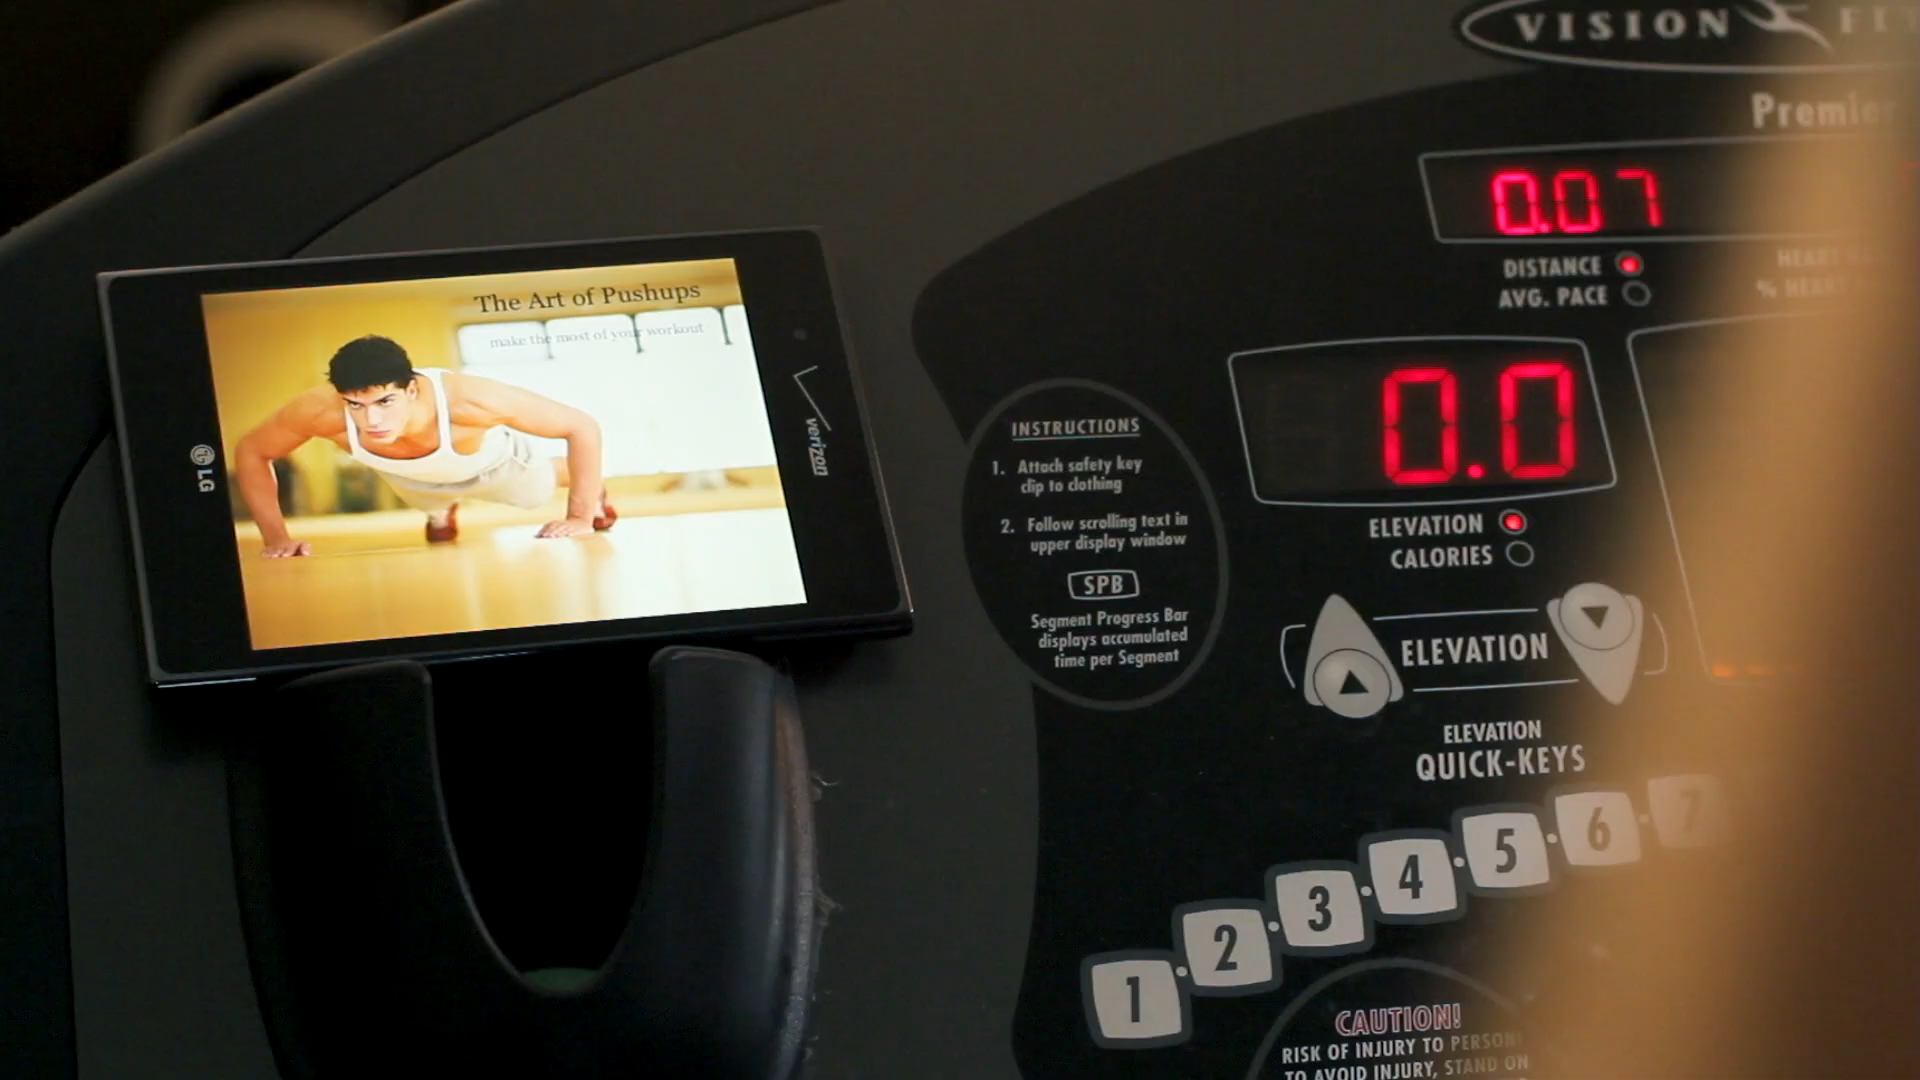 The Art of Pushups
make the most of your workout
LG
verizon
VISION
Premier
0.07
DISTANCE
AVG. PACE
HEART
% HEART
0.0
ELEVATION
CALORIES
INSTRUCTIONS
1. Attach safety key
clip to clothing
2. Follow scrolling text in
upper display window
SPB
Segment Progress Bar
displays accumulated
time per Segment
ELEVATION
ELEVATION
QUICK-KEYS
1 2 3 4 5 6 7
CAUTION!
RISK OF INJURY TO PERSON
TO AVOID INJURY, STAND ON